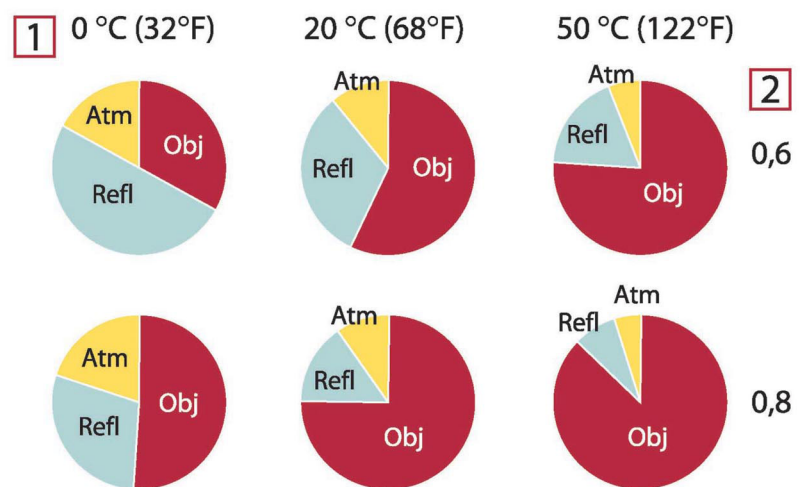 1 0 °C (32°F) 20 °C (68°F) 50 °C (122°F)
2
Atm Obj Refl
Atm Refl Obj
Atm Refl Obj
0,6
Atm Refl Obj
Atm Refl Obj
Atm Refl Obj
0,8